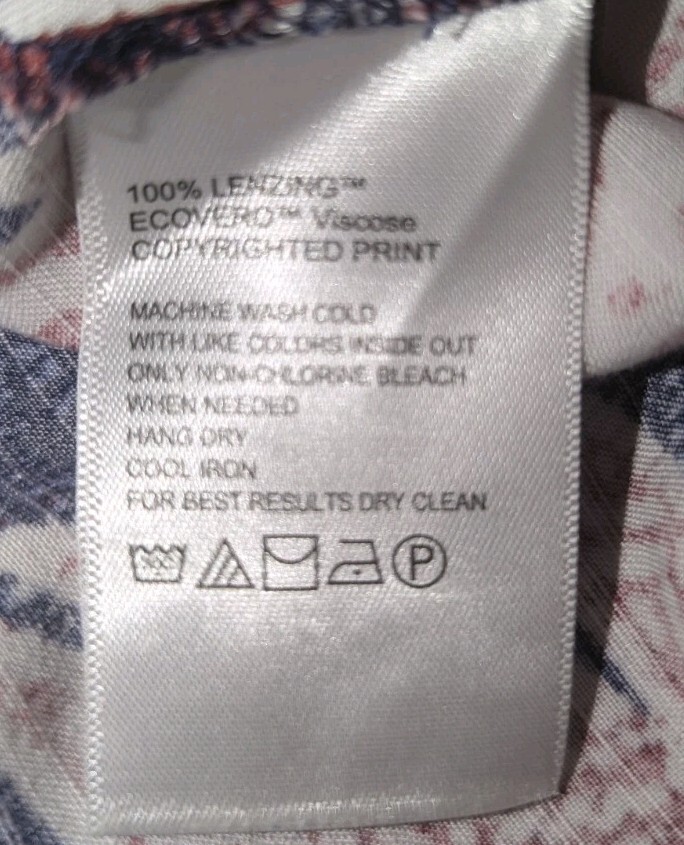 100% LENZING™
ECOVERO™ Viscose
COPYRIGHTED PRINT
MACHINE WASH COLD
WITH LIKE COLORS INSIDE OUT
ONLY NON-CHLORINE BLEACH
WHEN NEEDED
HANG DRY
COOL IRON
FOR BEST RESULTS DRY CLEAN
P